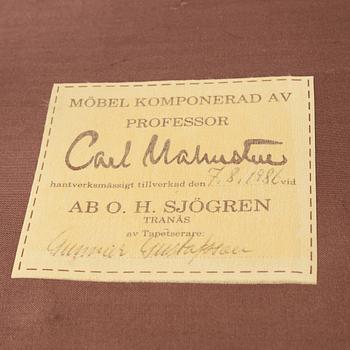 MÖBEL KOMPONERAD AV
PROFESSOR
Carl Malmsten
hantverksmässigt tillverkad den 7.8.1986 vid
AB O. H. SJÖGREN
TRANÅS
av Tapetserare:
Gunnar Gustafsson